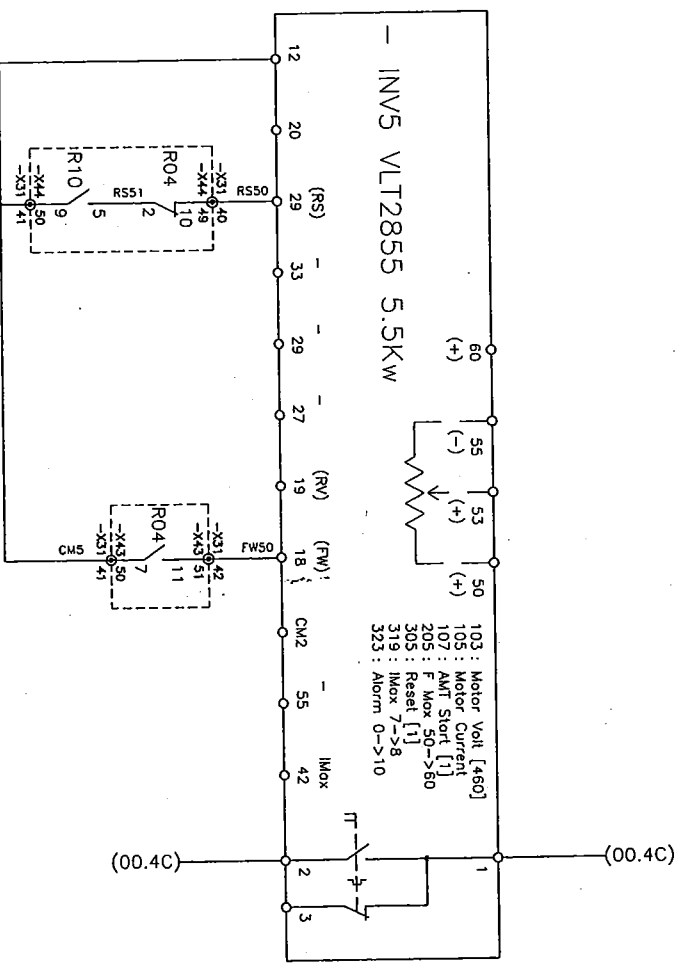 - INV5 VLT2855 5.5Kw
60 (+)
55 (-)
53 (+)
50 (+)
103 : Motor Volt [460]
105 : Motor Current
107 : AMT Start [1]
205 : F Max 50->60
305 : Reset [1]
319 : IMax 7->8
323 : Alarm 0->10
12
20
29 (RS)
33 -
29 -
27 -
19 (RV)
18 (FW)!
CM2
55 -
42 IMax
1
2
3
(00.4C)
(00.4C)
RS50
-X31 40
-X44 49
R04
10
2
RS51
5
R10
9
-X44 50
-X31 41
FW50
-X31 42
-X43 51
R04
11
7
-X43 50
-X31 41
CM5